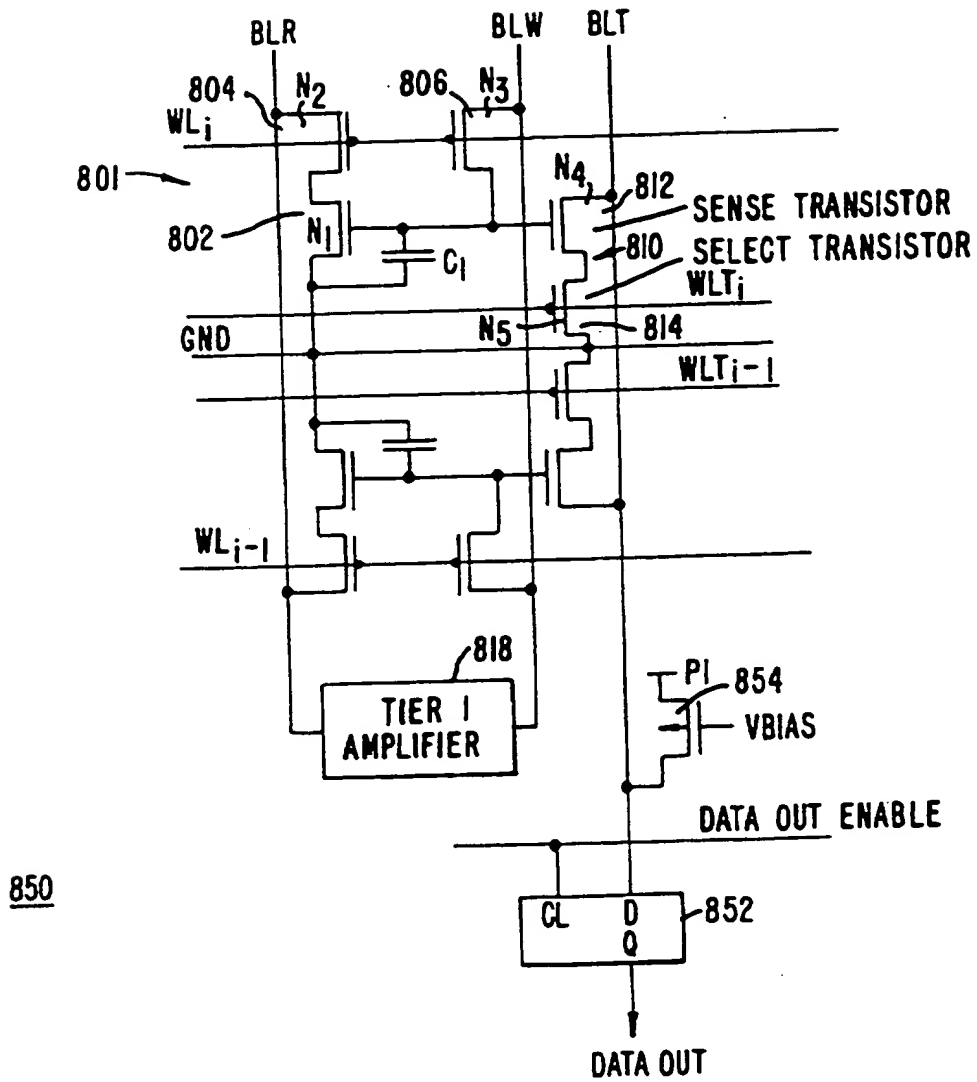 BLR BLW BLT
804 N2 806 N3
WLi
801
N4 812
802 N1 SENSE TRANSISTOR
810
C1 SELECT TRANSISTOR
WLTi
N5 814
GND
WLTi-1
WLi-1
818
P1 854
TIER 1
AMPLIFIER
VBIAS
DATA OUT ENABLE
850
CL D 852
Q
DATA OUT